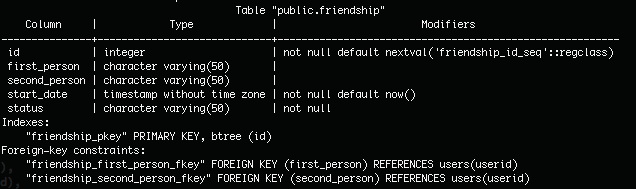 Table "public.friendship"
Column | Type | Modifiers
---------------+-----------------------------+---------------------------------------------------------
id | integer | not null default nextval('friendship_id_seq'::regclass)
first_person | character varying(50) |
second_person | character varying(50) |
start_date | timestamp without time zone | not null default now()
status | character varying(50) | not null
Indexes:
"friendship_pkey" PRIMARY KEY, btree (id)
Foreign-key constraints:
"friendship_first_person_fkey" FOREIGN KEY (first_person) REFERENCES users(userid)
"friendship_second_person_fkey" FOREIGN KEY (second_person) REFERENCES users(userid)